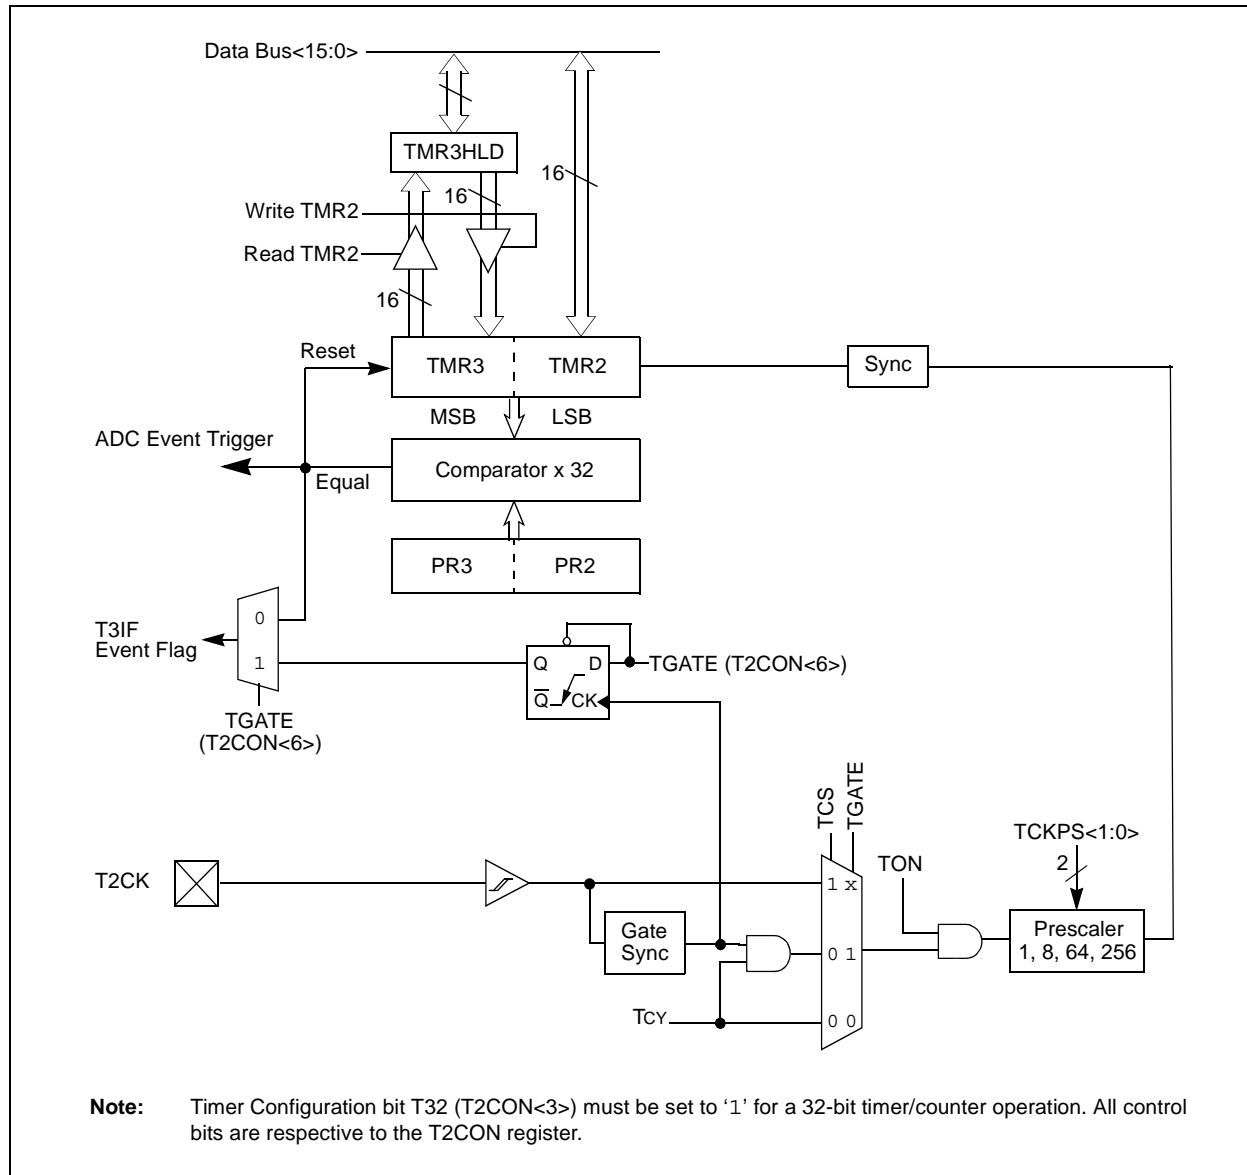 Data Bus<15:0>
TMR3HLD
16
16
Write TMR2
Read TMR2
16
Reset
TMR3
TMR2
Sync
MSB
LSB
ADC Event Trigger
Equal
Comparator x 32
PR3
PR2
0
T3IF
Event Flag
1
Q
D
TGATE (T2CON<6>)
Q
CK
TGATE
(T2CON<6>)
TCS
TGATE
TCKPS<1:0>
2
TON
T2CK
1 x
Gate
Sync
0 1
Prescaler
1, 8, 64, 256
TCY
0 0
Note: Timer Configuration bit T32 (T2CON<3>) must be set to ‘1’ for a 32-bit timer/counter operation. All control
bits are respective to the T2CON register.